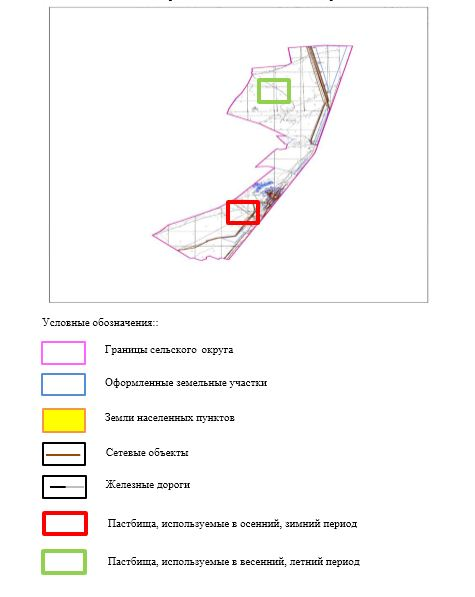 Условные обозначения::
Границы сельского округа
Оформленные земельные участки
Земли населенных пунктов
Сетевые объекты
Железные дороги
Пастбища, используемые в осенний, зимний период
Пастбища, используемые в весенний, летний период